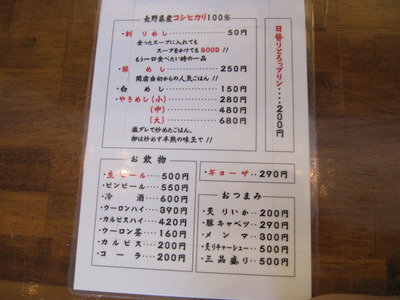 長野県産コシヒカリ100%
・割りめし・・・・・50円
食ったスープに入れても
スープをかけても GOOD!!
もう一口食べたい時の一品
・豚めし・・・・250円
開店当初からの人気ごはん!!
・白めし・・・・・150円
・やきめし(小)・・・・280円
(中)・・・・480円
(大)・・・・680円
塩ダレで炒めたごはん、
卵は炒めず半熟の味玉で!!
日替りとろっプリン・・・・200円
お飲物
・生ビール・・・・500円
・ビンビール・・・550円
・冷酒・・・・600円
・ウーロンハイ・・・390円
・カルピスハイ・・・420円
・ウーロン茶・・・160円
・カルピス・・・200円
・コーラ・・・・200円
・ギョーザ・・・290円
おつまみ
・炙りいか・・・200円
・豚キャベツ・・・290円
・メンマ・・・300円
・炙りチャーシュー・・・500円
・三品盛り・・・500円